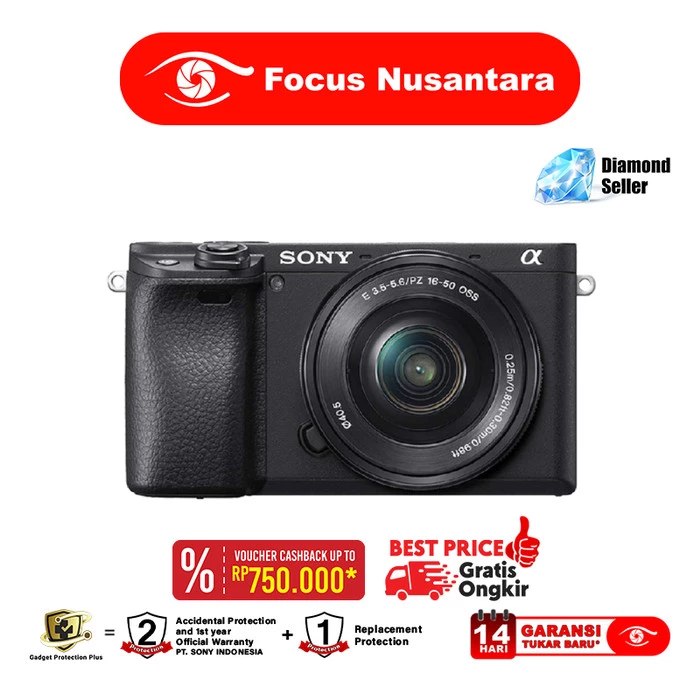 Focus Nusantara
Diamond
Seller
SONY
α
E 3.5-5.6/PZ 16-50 OSS
0.25m/0.82ft-0.30m/0.98ft
Ø40.5
%
VOUCHER CASHBACK UP TO
RP750.000*
BEST PRICE
Gratis
Ongkir
Gadget Protection Plus
=
2
Protection
Accidental Protection
and 1st year
Official Warranty
PT. SONY INDONESIA
+
1
Protection
Replacement
Protection
14
HARI
GARANSI
TUKAR BARU*